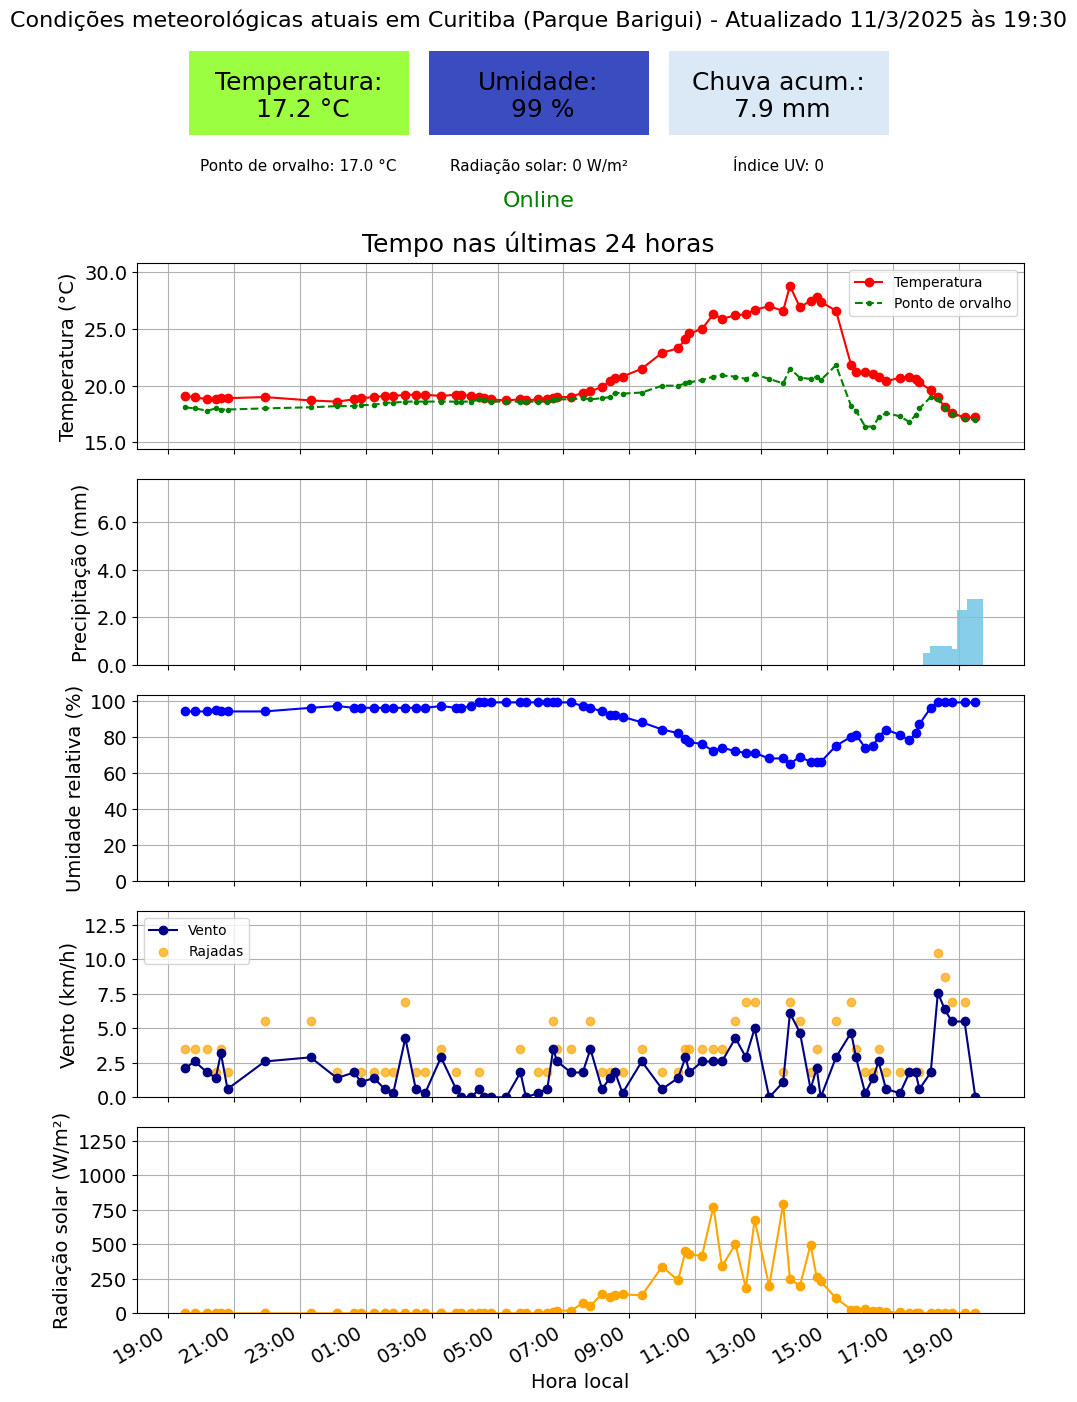 Condições meteorológicas atuais em Curitiba (Parque Barigui) - Atualizado 11/3/2025 às 19:30
Temperatura:
17.2 °C
Umidade:
99 %
Chuva acum.:
7.9 mm
Ponto de orvalho: 17.0 °C
Radiação solar: 0 W/m²
Índice UV: 0
Online
Tempo nas últimas 24 horas
Temperatura (°C)
30.0
25.0
20.0
15.0
Temperatura
Ponto de orvalho
Precipitação (mm)
6.0
4.0
2.0
0.0
Umidade relativa (%)
100
80
60
40
20
0
Vento (km/h)
12.5
10.0
7.5
5.0
2.5
0.0
Vento
Rajadas
Radiação solar (W/m²)
1250
1000
750
500
250
0
19:00
21:00
23:00
01:00
03:00
05:00
07:00
09:00
11:00
13:00
15:00
17:00
19:00
Hora local